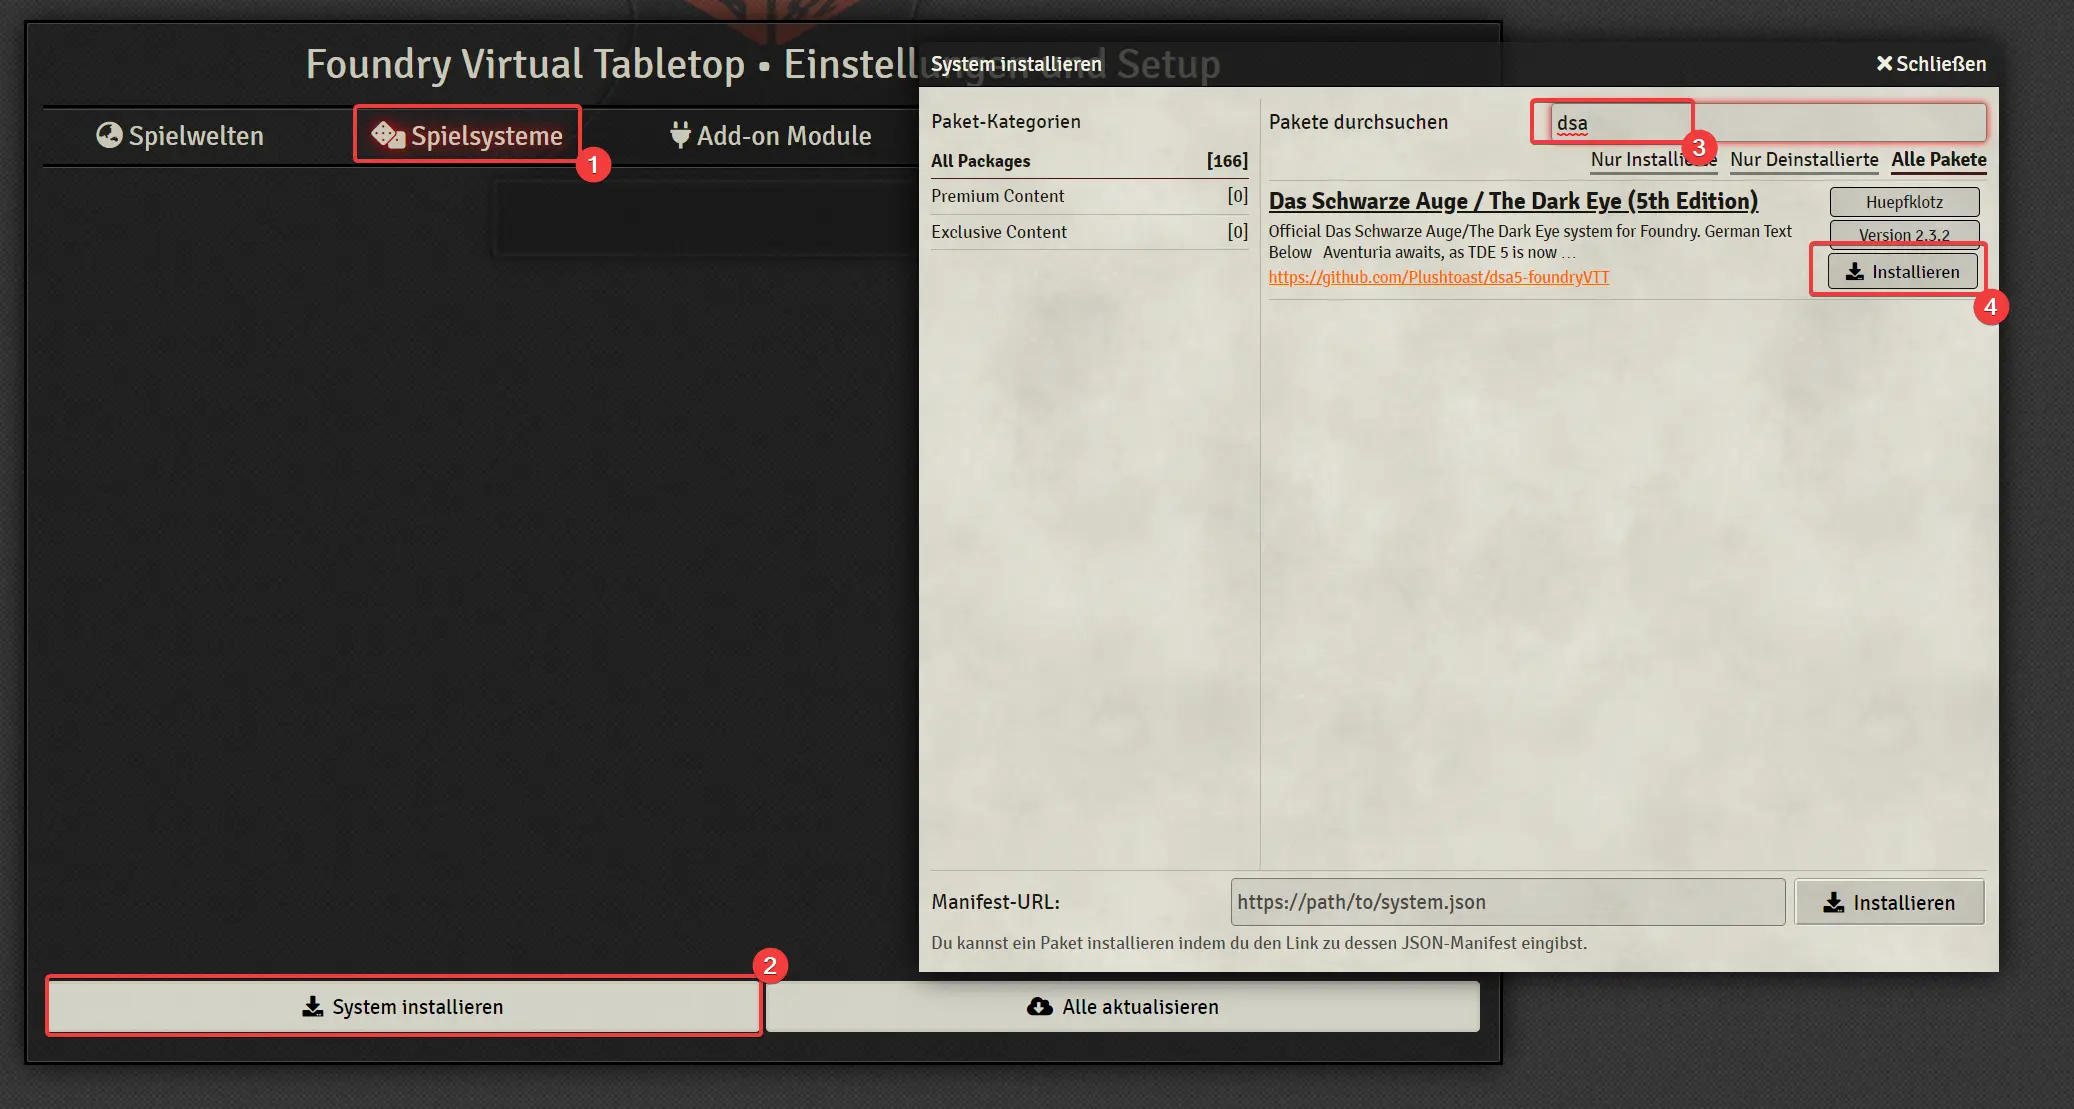 Foundry Virtual Tabletop • Einstellungen und Setup
Spielwelten
Spielsysteme
1
Add-on Module
System installieren
2
Alle aktualisieren
System installieren
Schließen
Paket-Kategorien
All Packages [166]
Premium Content [0]
Exclusive Content [0]
Pakete durchsuchen
dsa
3
Nur Installierte Nur Deinstallierte Alle Pakete
Das Schwarze Auge / The Dark Eye (5th Edition)
Official Das Schwarze Auge/The Dark Eye system for Foundry. German Text
Below Aventuria awaits, as TDE 5 is now …
https://github.com/Plushtoast/dsa5-foundryVTT
Huepfklotz
Version 2.3.2
Installieren
4
Manifest-URL:
https://path/to/system.json
Installieren
Du kannst ein Paket installieren indem du den Link zu dessen JSON-Manifest eingibst.